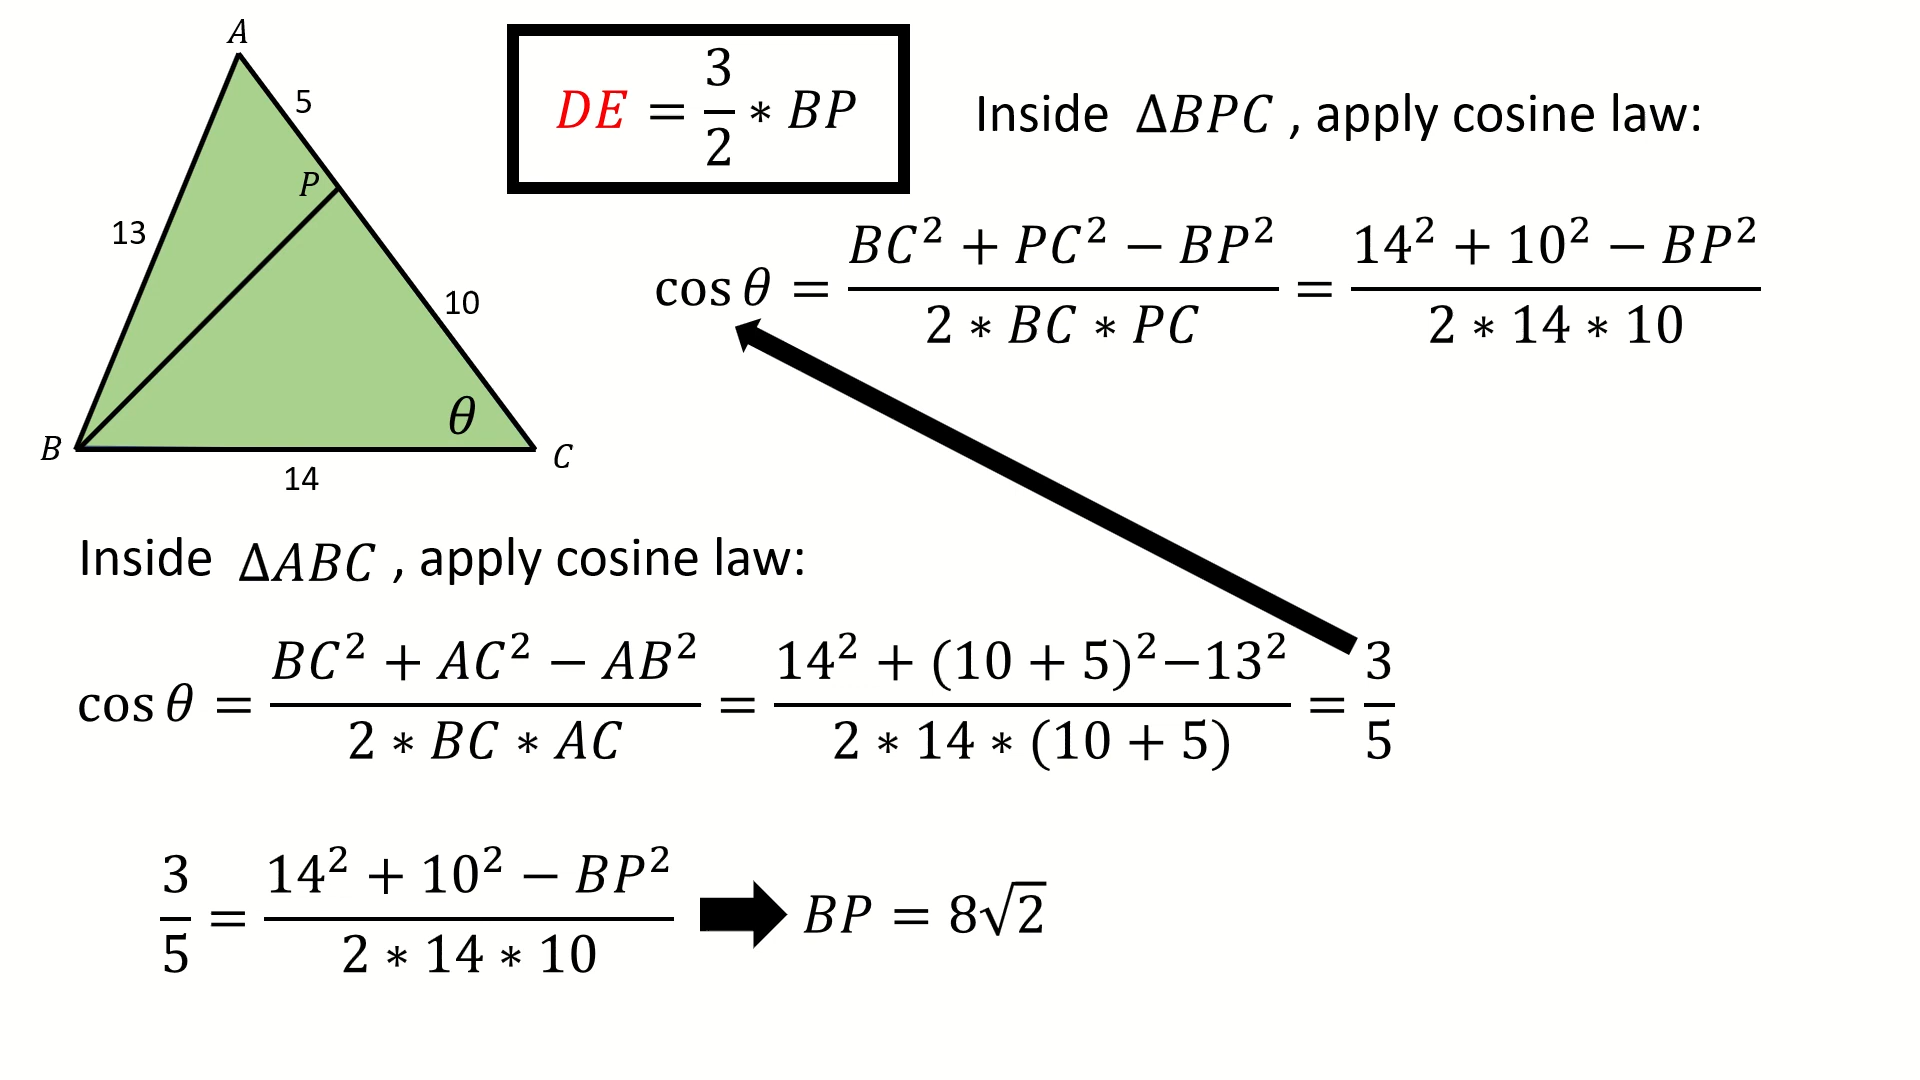 A
5
P
13
10
θ
B
C
14
DE = 3/2 * BP
Inside ΔBPC , apply cosine law:
cos θ = (BC² + PC² − BP²)/(2 * BC * PC) = (14² + 10² − BP²)/(2 * 14 * 10)
Inside ΔABC , apply cosine law:
cos θ = (BC² + AC² − AB²)/(2 * BC * AC) = (14² + (10 + 5)²−13²)/(2 * 14 * (10 + 5)) = 3/5
3/5 = (14² + 10² − BP²)/(2 * 14 * 10) ➡ BP = 8√2